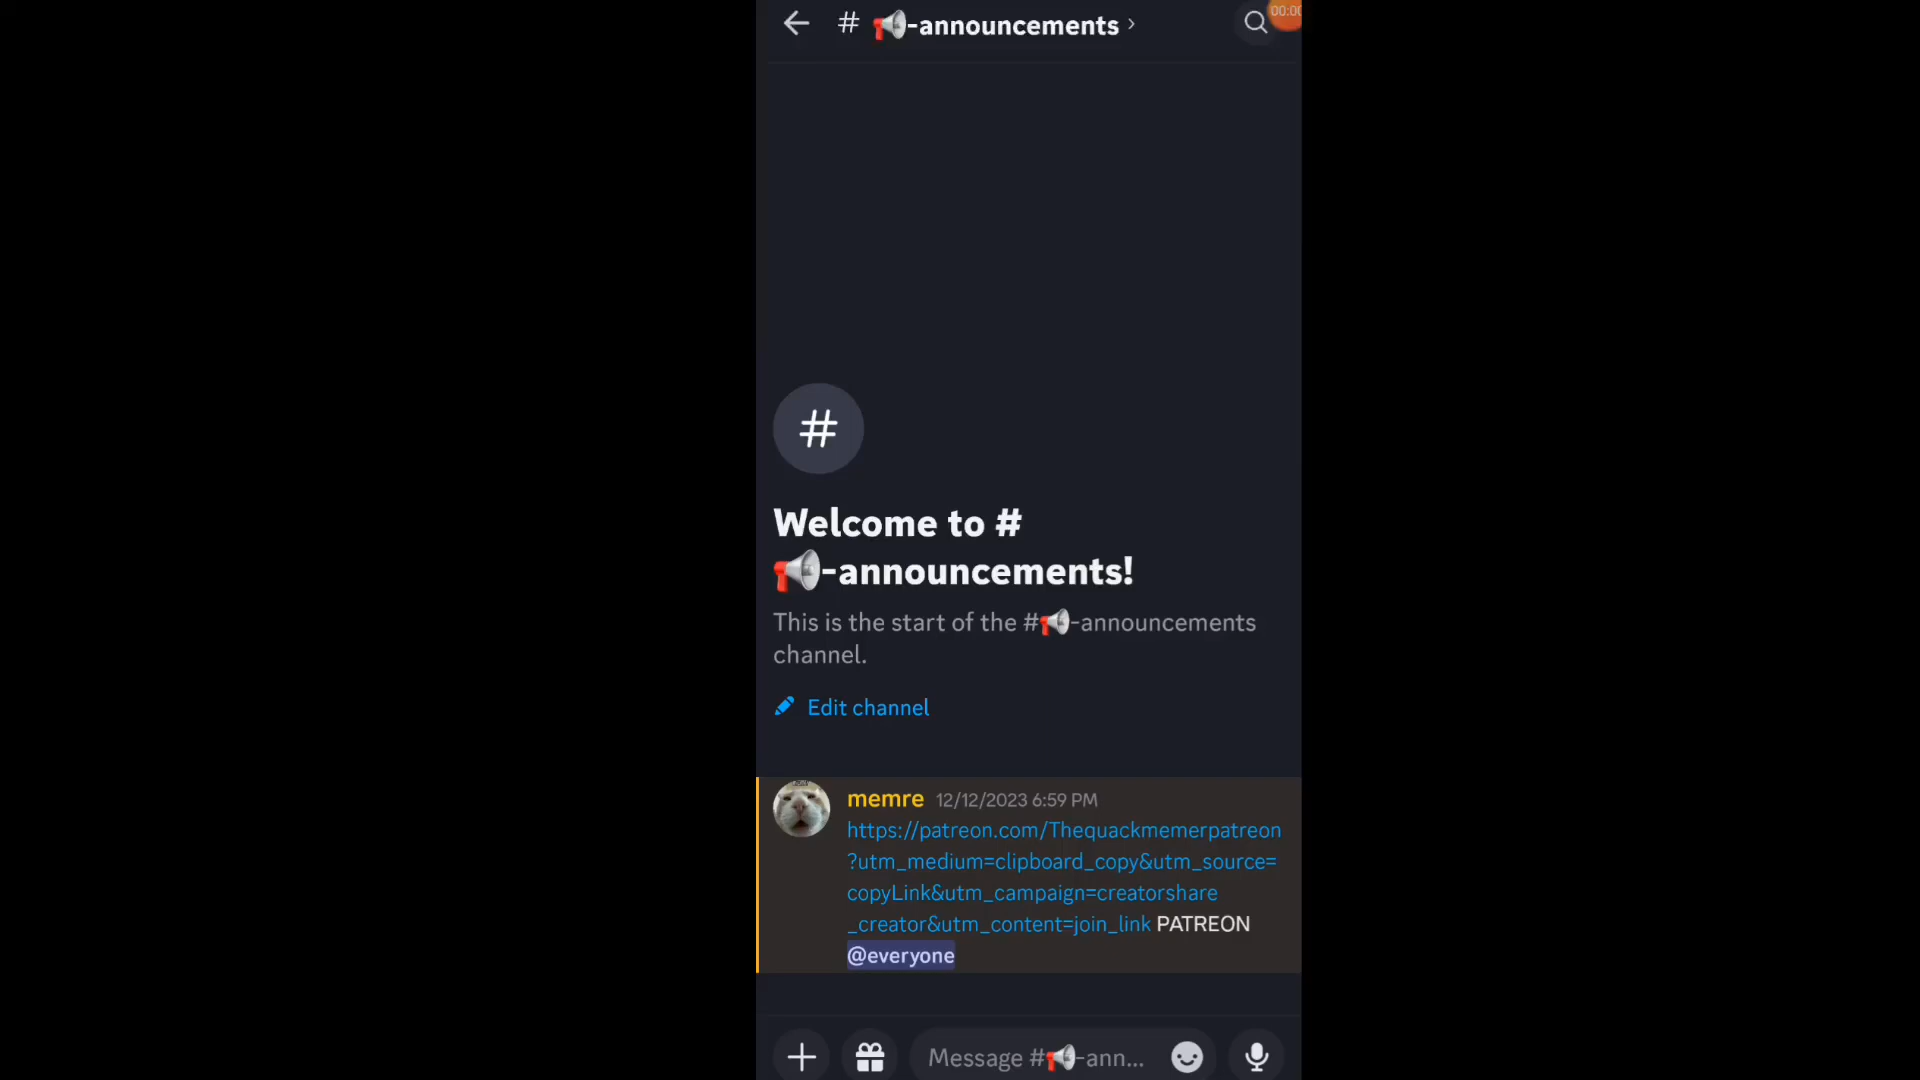 # 📢-announcements ›
00:00
#
Welcome to #
📢-announcements!
This is the start of the #📢-announcements
channel.
Edit channel
memre 12/12/2023 6:59 PM
https://patreon.com/Thequackmemerpatreon
?utm_medium=clipboard_copy&utm_source=
copyLink&utm_campaign=creatorshare
_creator&utm_content=join_link PATREON
@everyone
Message #📢-ann...